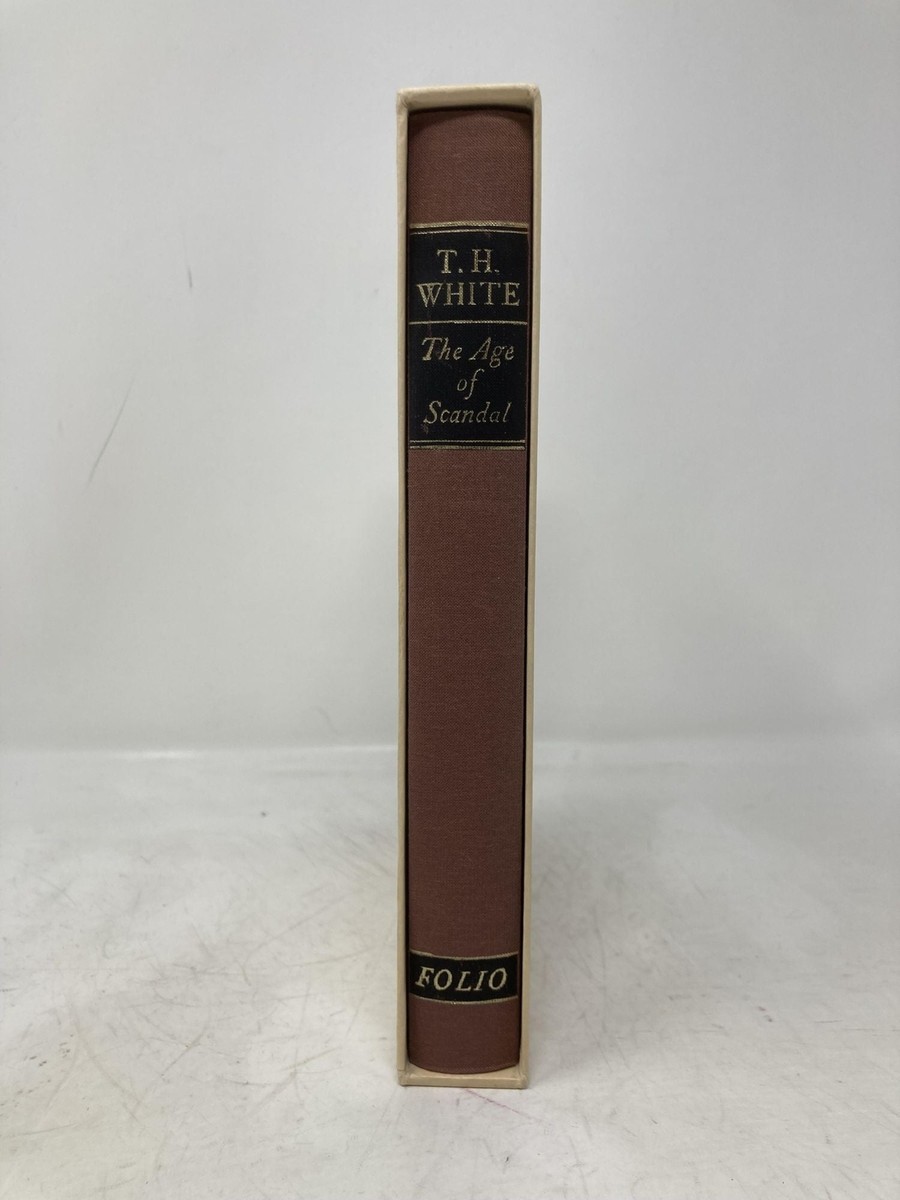 T. H.
WHITE
The Age
of
Scandal
FOLIO